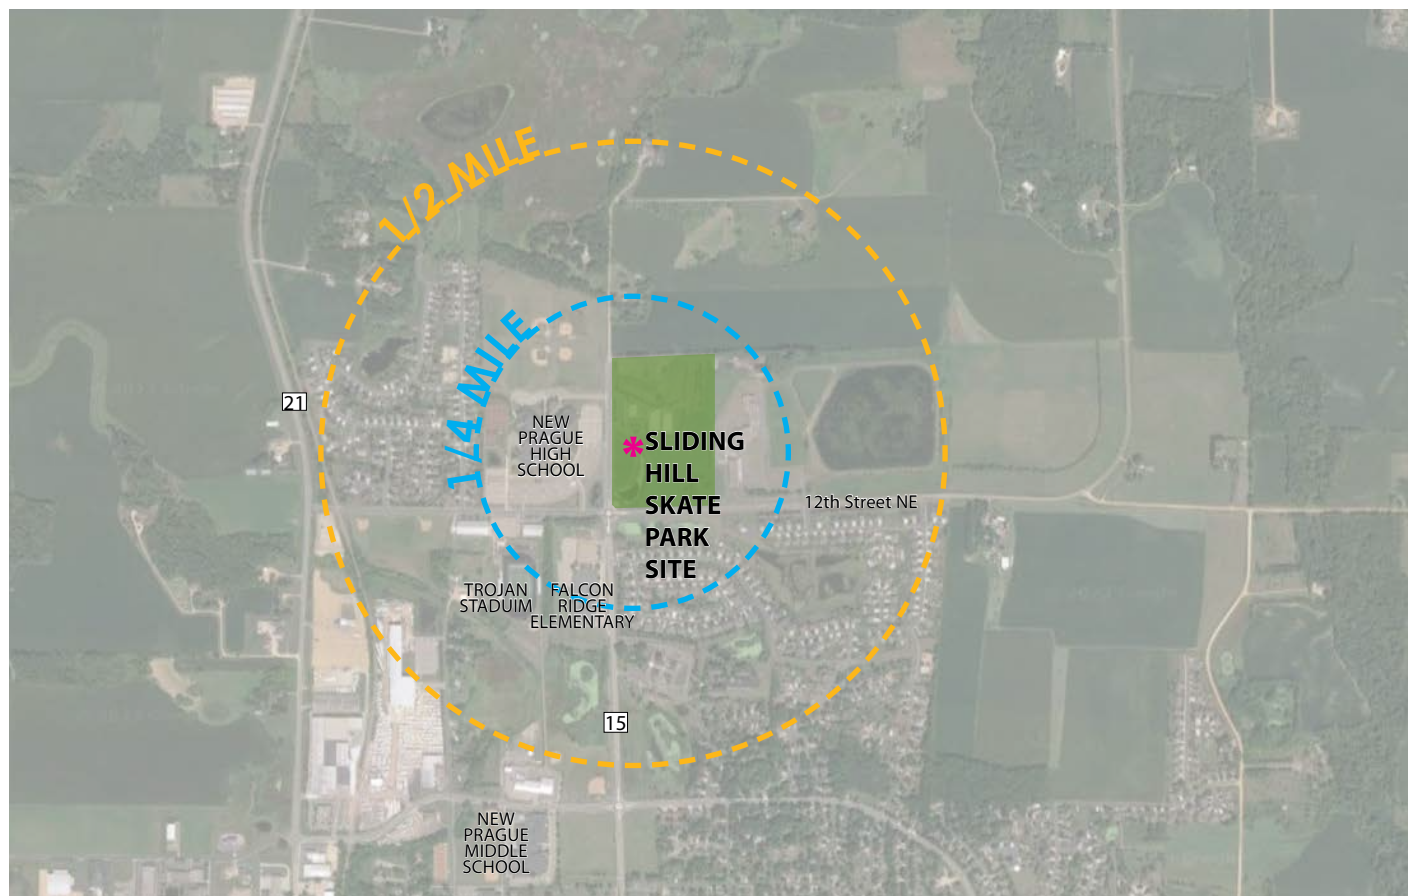 1/2 MILE
1/4 MILE
21
NEW
PRAGUE
HIGH
SCHOOL
SLIDING
HILL
SKATE
PARK
SITE
12th Street NE
TROJAN
STADUIM
FALCON
RIDGE
ELEMENTARY
15
NEW
PRAGUE
MIDDLE
SCHOOL